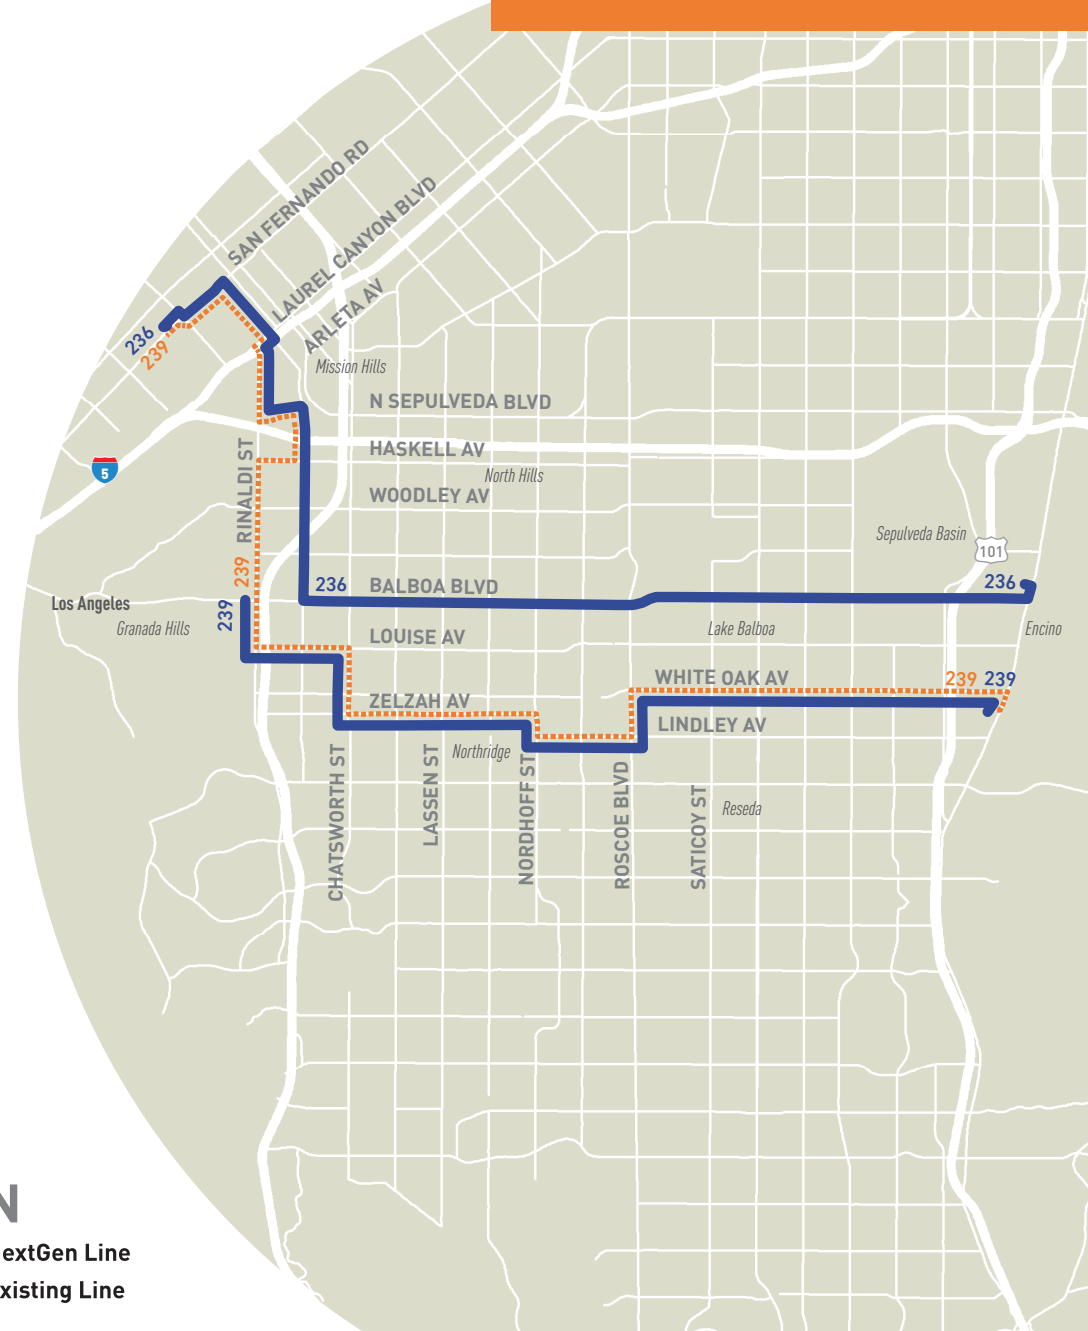 SAN FERNANDO RD
LAUREL CANYON BLVD
ARLETA AV
236
239
Mission Hills
N SEPULVEDA BLVD
HASKELL AV
North Hills
WOODLEY AV
RINALDI ST
5
Sepulveda Basin
101
239
236
BALBOA BLVD
236
Los Angeles
239
Granada Hills
LOUISE AV
Lake Balboa
Encino
WHITE OAK AV
239
239
ZELZAH AV
LINDLEY AV
Northridge
CHATSWORTH ST
LASSEN ST
NORDHOFF ST
ROSCOE BLVD
SATICOY ST
Reseda
N
extGen Line
xisting Line